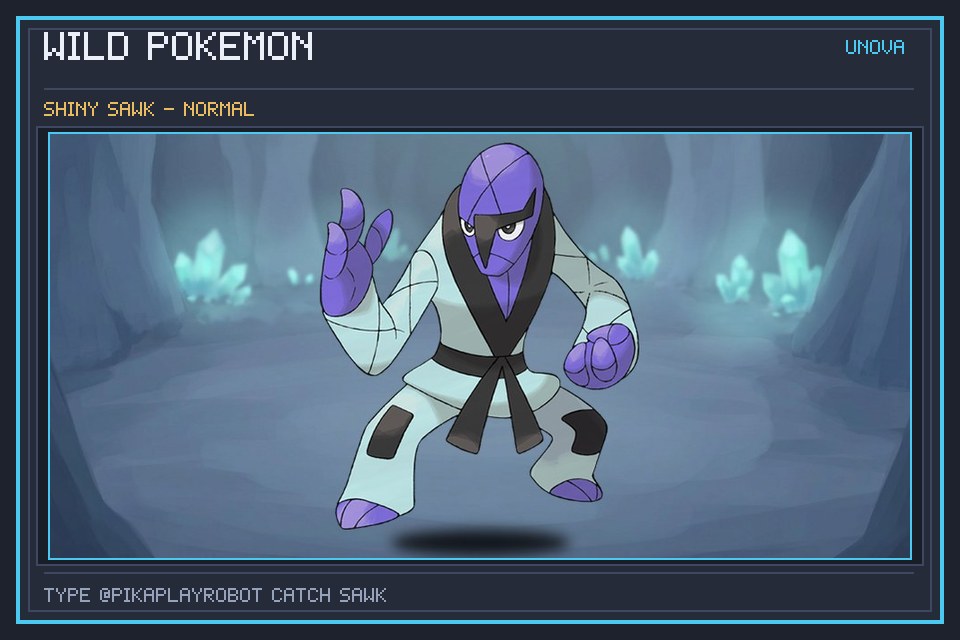 WILD POKEMON
UNOVA
SHINY SAWK - NORMAL
TYPE @PIKAPLAYROBOT CATCH SAWK